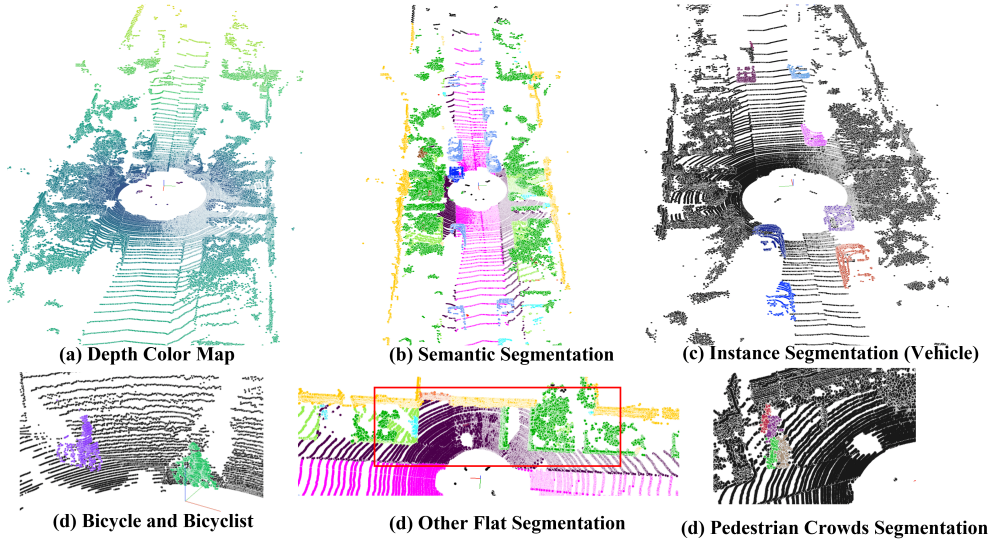 (a) Depth Color Map
(b) Semantic Segmentation
(c) Instance Segmentation (Vehicle)
(d) Bicycle and Bicyclist
(d) Other Flat Segmentation
(d) Pedestrian Crowds Segmentation